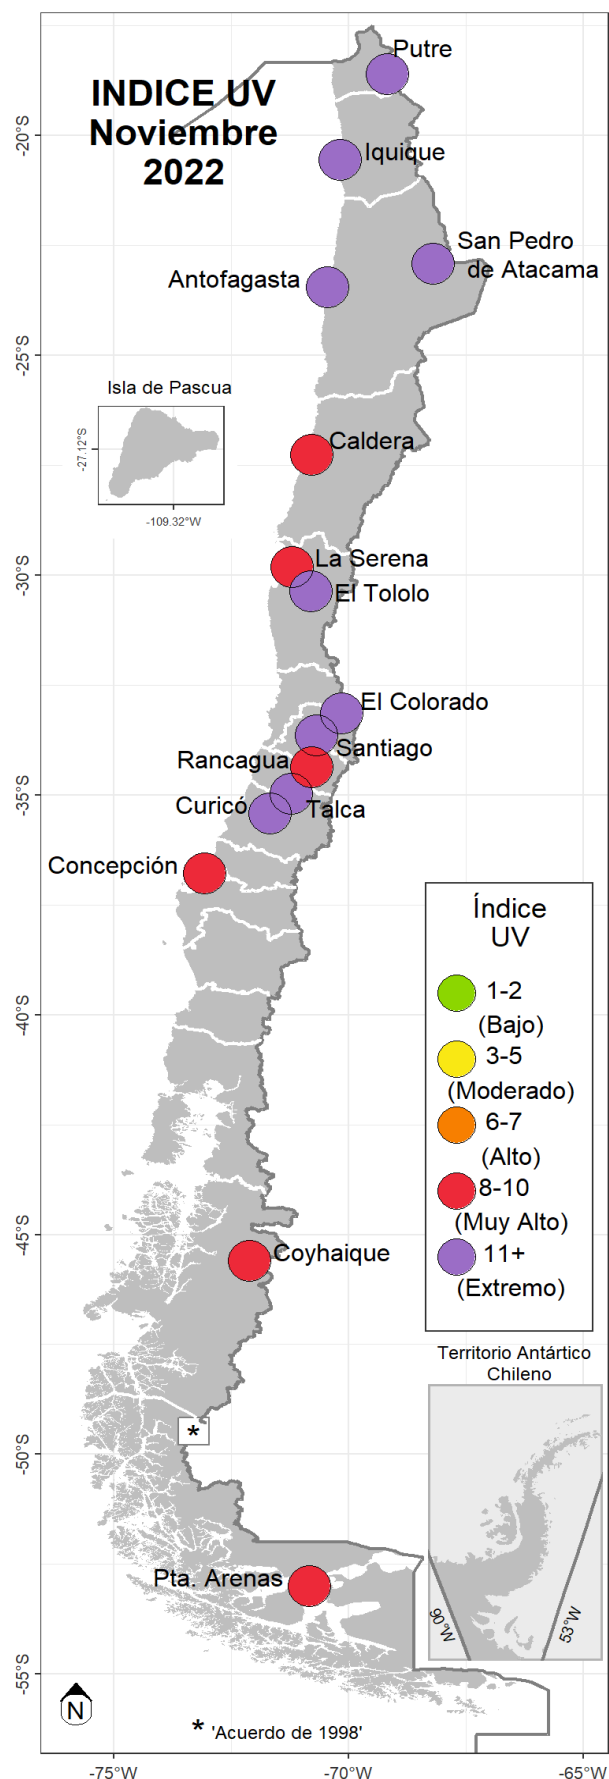 INDICE UV
Noviembre
2022
Putre
Iquique
San Pedro
de Atacama
Antofagasta
Isla de Pascua
-27.12°S
-109.32°W
Caldera
La Serena
El Tololo
El Colorado
Santiago
Rancagua
Curicó
Talca
Concepción
Coyhaique
*
Pta. Arenas
Índice
UV
1-2
(Bajo)
3-5
(Moderado)
6-7
(Alto)
8-10
(Muy Alto)
11+
(Extremo)
Territorio Antártico
Chileno
90°W
53°W
N
* 'Acuerdo de 1998'
-20°S
-25°S
-30°S
-35°S
-40°S
-45°S
-50°S
-55°S
-75°W
-70°W
-65°W